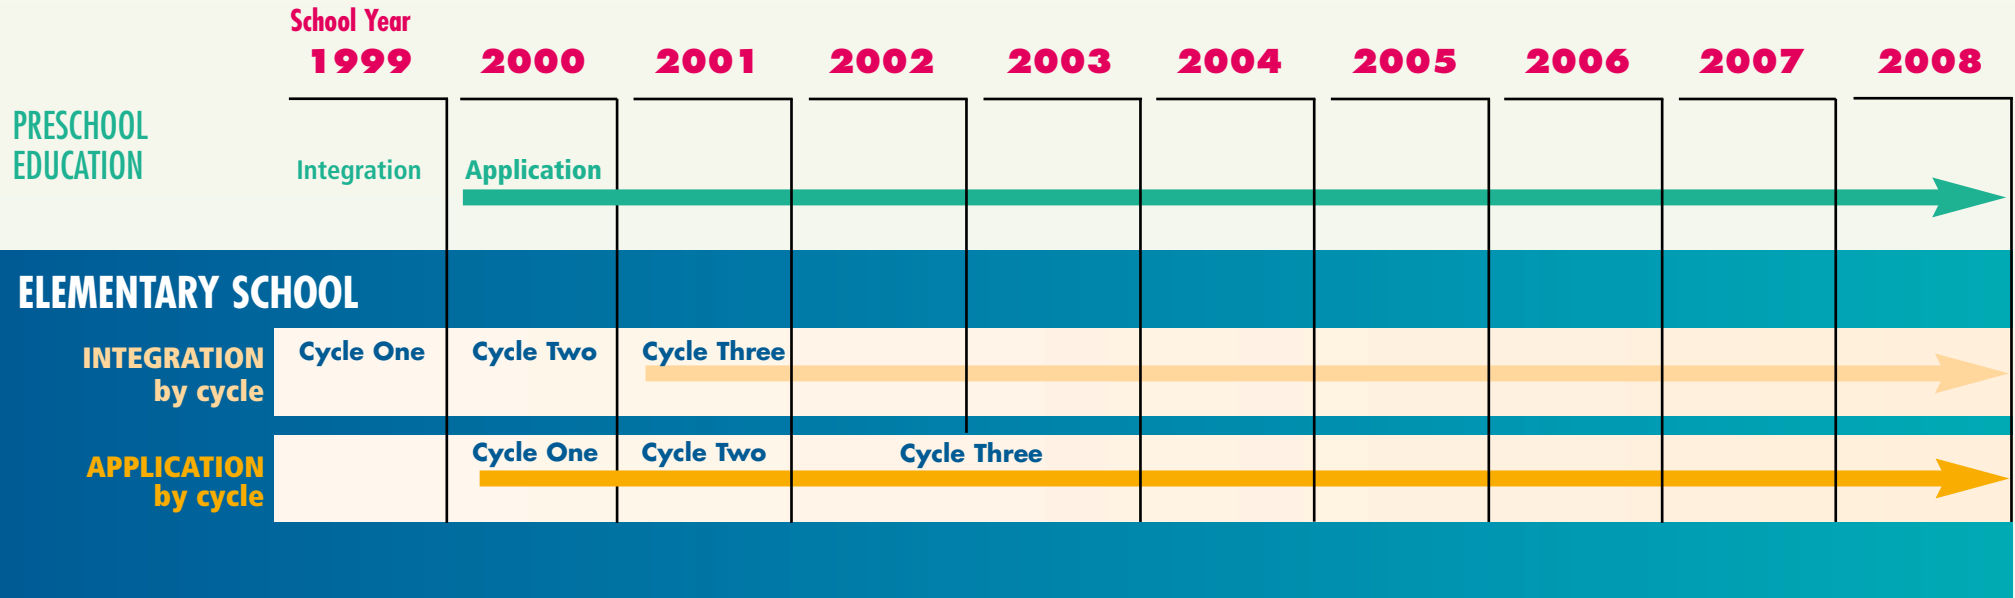 School Year
1999 2000 2001 2002 2003 2004 2005 2006 2007 2008
PRESCHOOL
EDUCATION
Integration Application
ELEMENTARY SCHOOL
INTEGRATION
by cycle
Cycle One Cycle Two Cycle Three
APPLICATION
by cycle
Cycle One Cycle Two Cycle Three